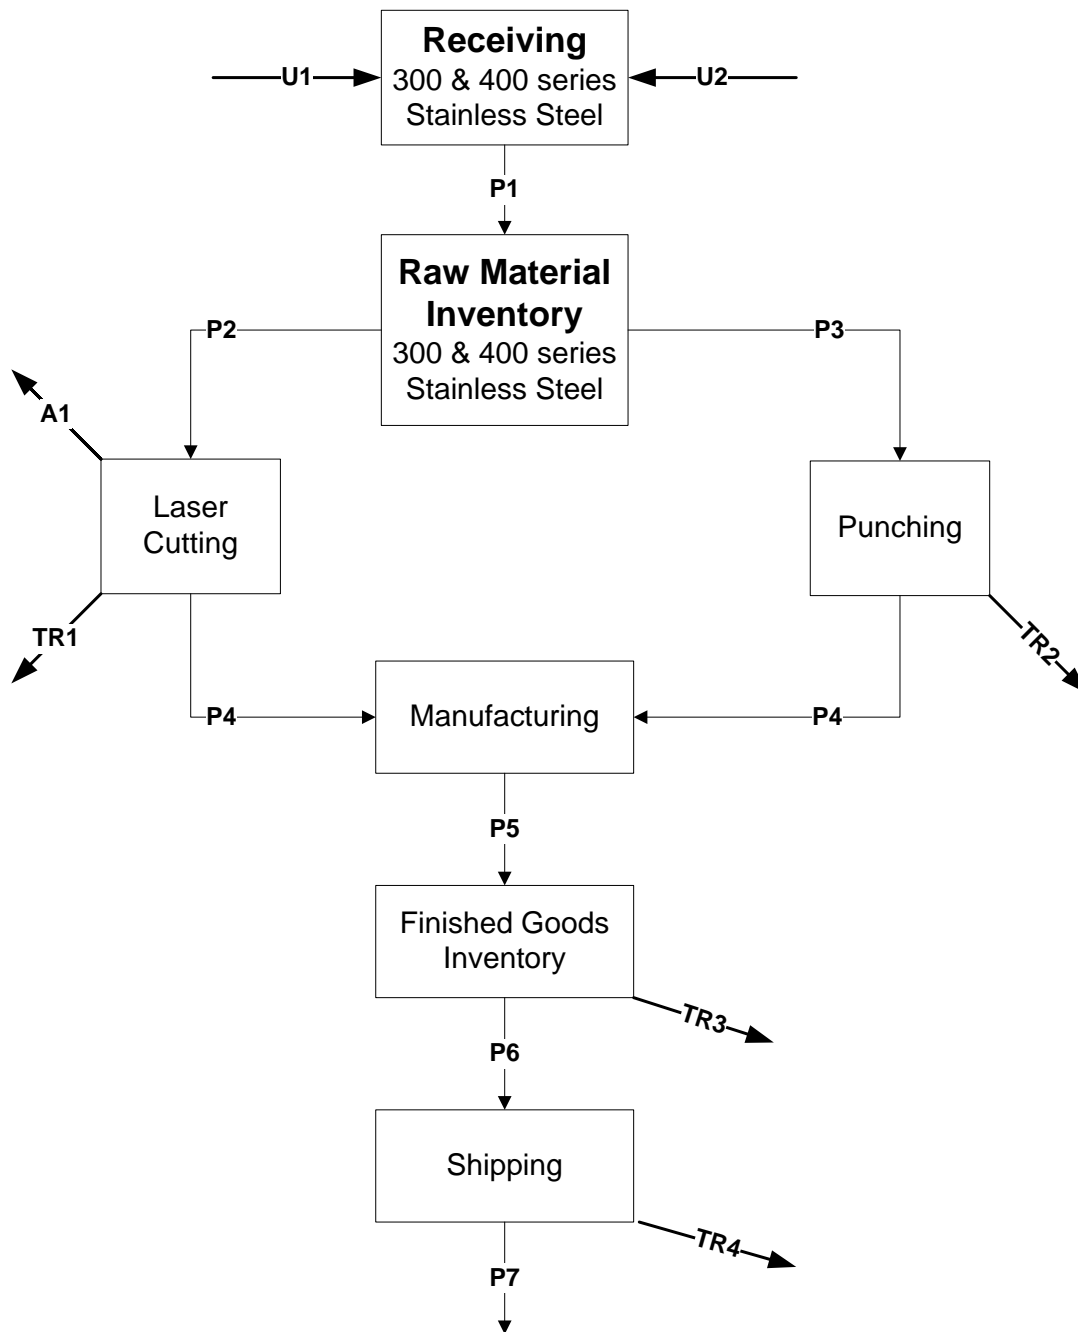 Receiving
300 & 400 series
Stainless Steel
U1
U2
P1
Raw Material
Inventory
300 & 400 series
Stainless Steel
P2
P3
A1
Laser
Cutting
Punching
TR1
TR2
P4
Manufacturing
P4
P5
Finished Goods
Inventory
TR3
P6
Shipping
TR4
P7